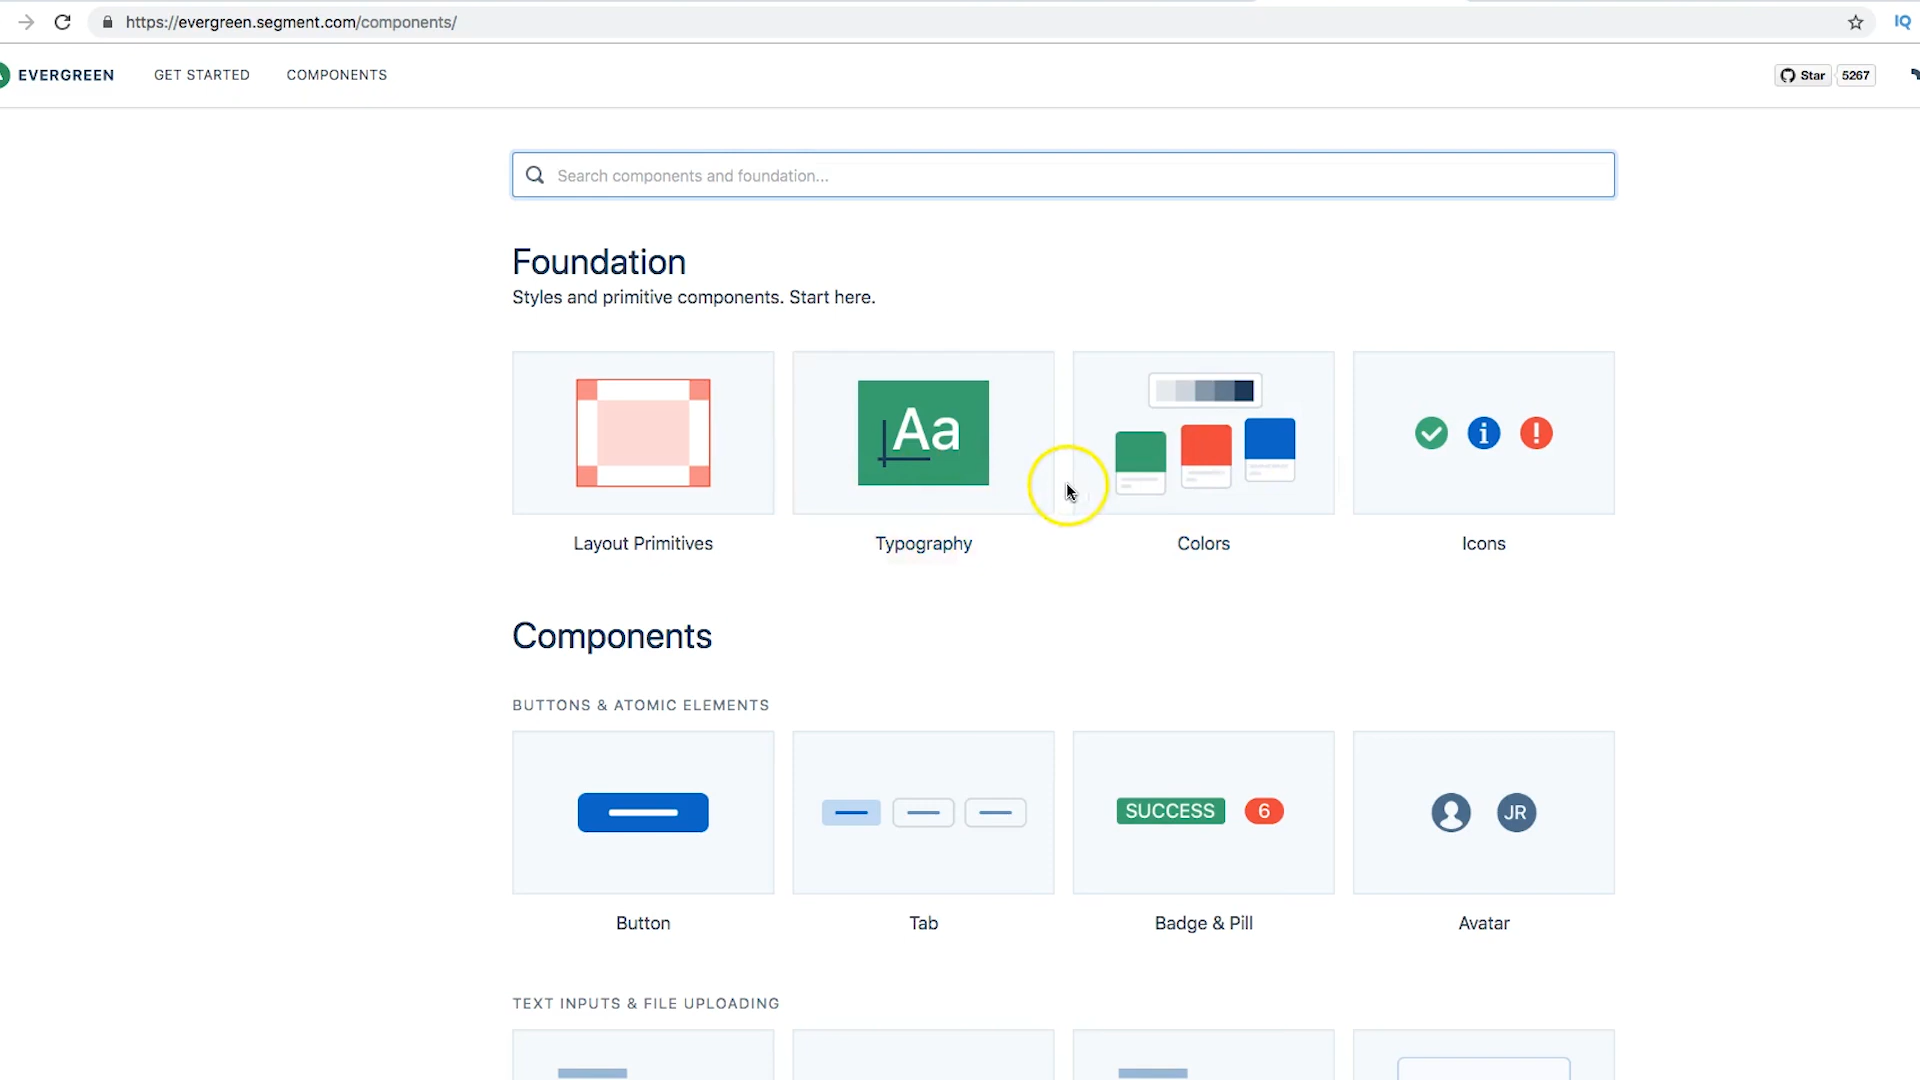 https://evergreen.segment.com/components/
IQ
EVERGREEN
GET STARTED
COMPONENTS
Star
5267
Search components and foundation...
Foundation
Styles and primitive components. Start here.
Aa
Layout Primitives
Typography
Colors
Icons
Components
BUTTONS & ATOMIC ELEMENTS
SUCCESS
6
JR
Button
Tab
Badge & Pill
Avatar
TEXT INPUTS & FILE UPLOADING